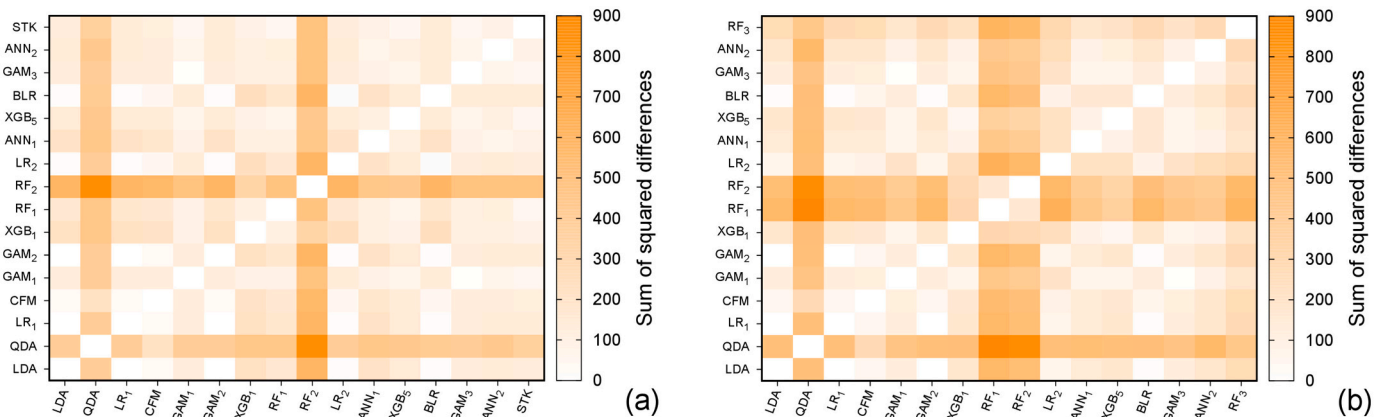 STK
ANN2
GAM3
BLR
XGB5
ANN1
LR2
RF2
RF1
XGB1
GAM2
GAM1
CFM
LR1
QDA
LDA
LDA QDA LR1 CFM GAM1 GAM2 XGB1 RF1 RF2 LR2 ANN1 XGB5 BLR GAM3 ANN2 STK
900
800
700
600
500
400
300
200
100
0
Sum of squared differences
(a)
RF3
ANN2
GAM3
BLR
XGB5
ANN1
LR2
RF2
RF1
XGB1
GAM2
GAM1
CFM
LR1
QDA
LDA
LDA QDA LR1 CFM GAM1 GAM2 XGB1 RF1 RF2 LR2 ANN1 XGB5 BLR GAM3 ANN2 RF3
900
800
700
600
500
400
300
200
100
0
Sum of squared differences
(b)